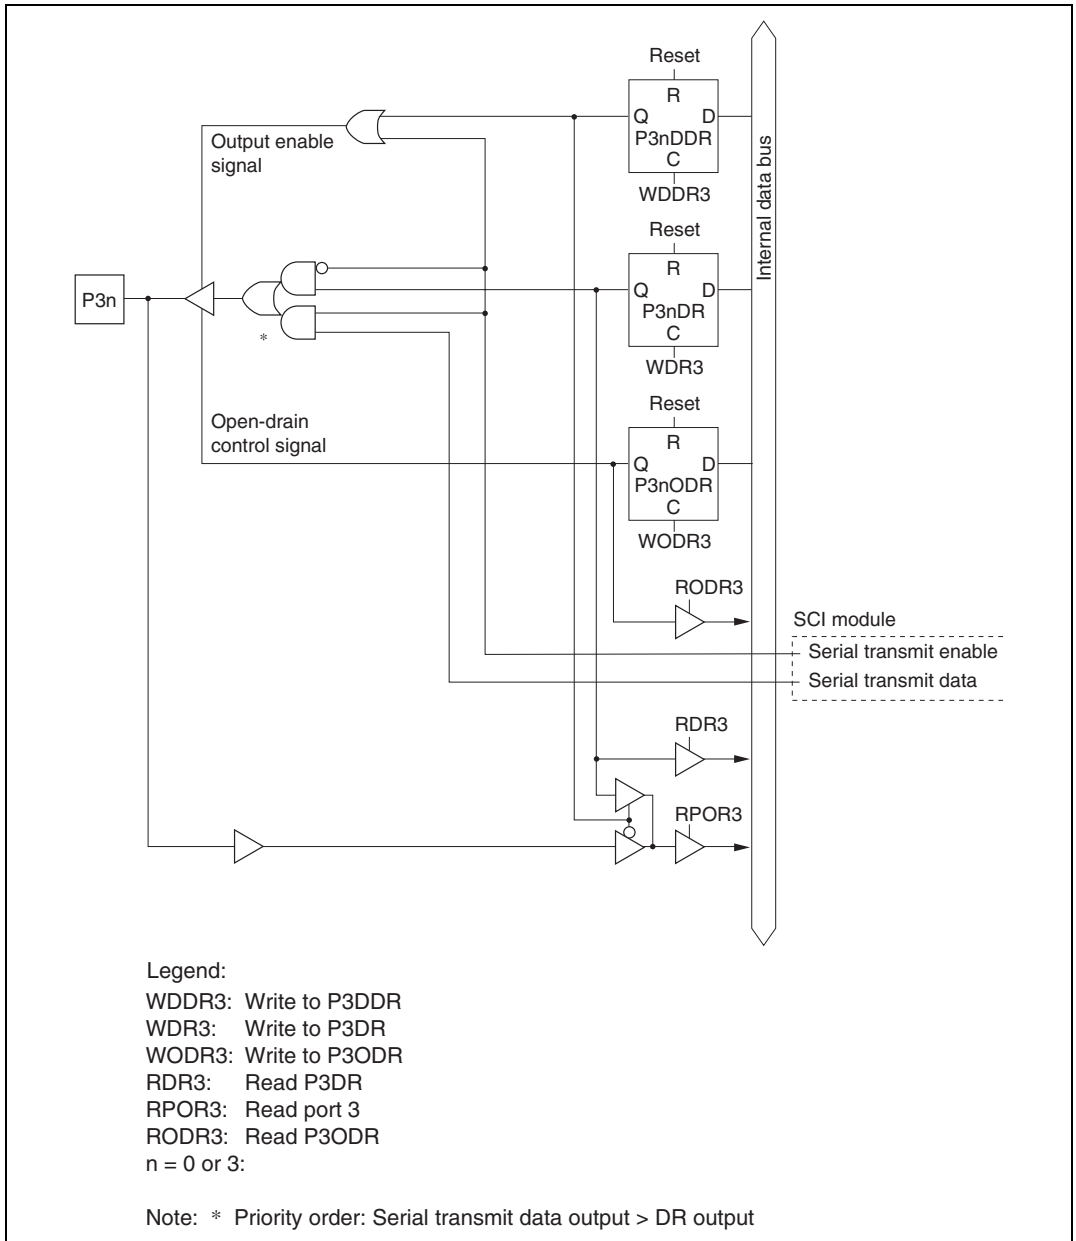 Reset
R
Q D
P3nDDR
C
WDDR3
Output enable
signal
Internal data bus
Reset
R
Q D
P3nDR
C
WDR3
P3n
*
Reset
R
Q D
P3nODR
C
WODR3
Open-drain
control signal
RODR3
SCI module
Serial transmit enable
Serial transmit data
RDR3
RPOR3
Legend:
WDDR3: Write to P3DDR
WDR3: Write to P3DR
WODR3: Write to P3ODR
RDR3: Read P3DR
RPOR3: Read port 3
RODR3: Read P3ODR
n = 0 or 3:
Note: * Priority order: Serial transmit data output > DR output